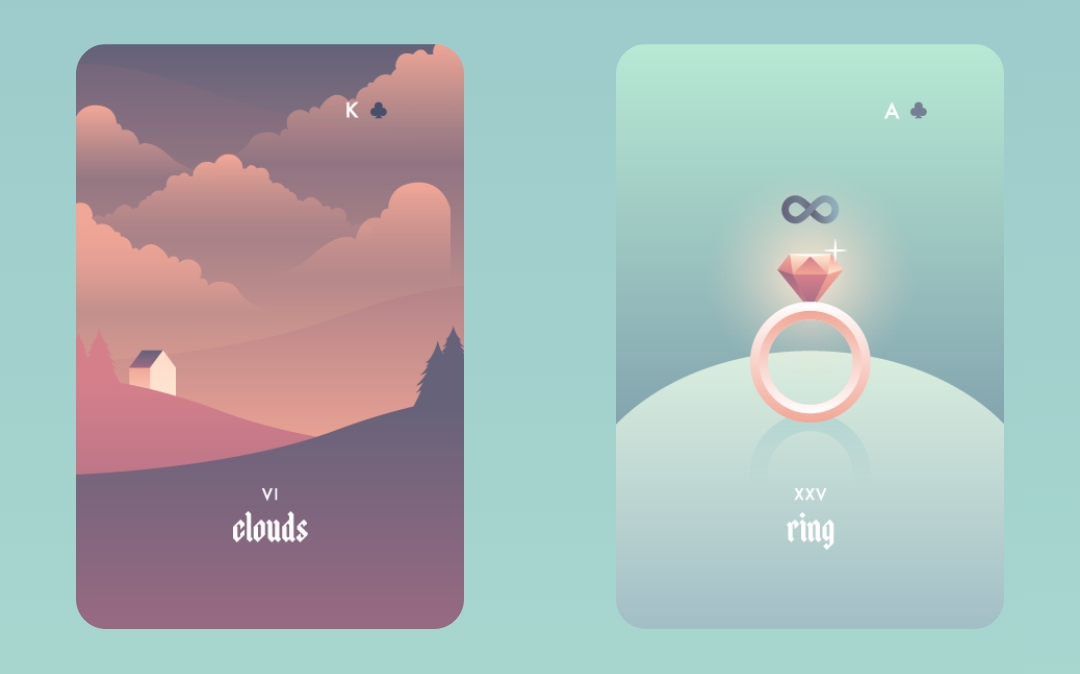 K ♣
VI
clouds
A ♣
XXV
ring